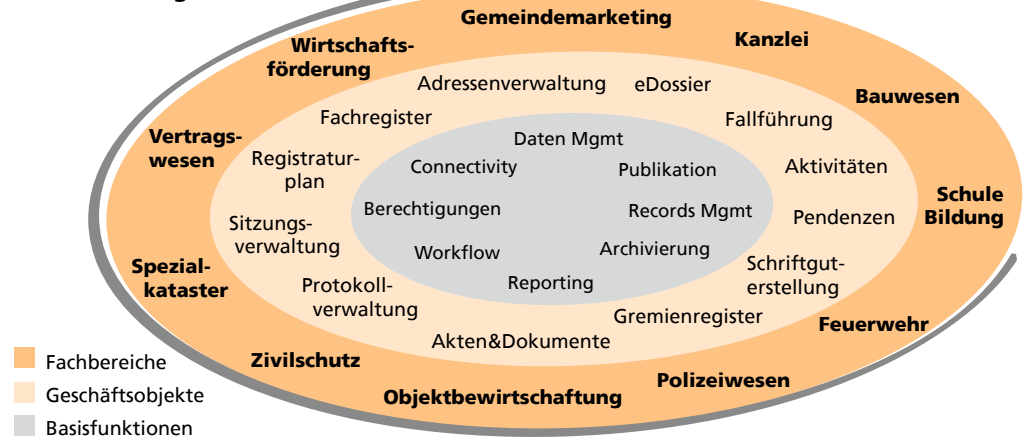 Gemeindemarketing
Kanzlei
Wirtschafts-
förderung
Bauwesen
Adressenverwaltung
eDossier
Fachregister
Fallführung
Vertrags-
wesen
Daten Mgmt
Registratur-
plan
Connectivity
Publikation
Aktivitäten
Schule
Bildung
Berechtigungen
Records Mgmt
Pendenzen
Sitzungs-
verwaltung
Workflow
Archivierung
Spezial-
kataster
Schriftgut-
erstellung
Protokoll-
verwaltung
Reporting
Gremienregister
Feuerwehr
Akten&Dokumente
Zivilschutz
Polizeiwesen
Objektbewirtschaftung
Fachbereiche
Geschäftsobjekte
Basisfunktionen